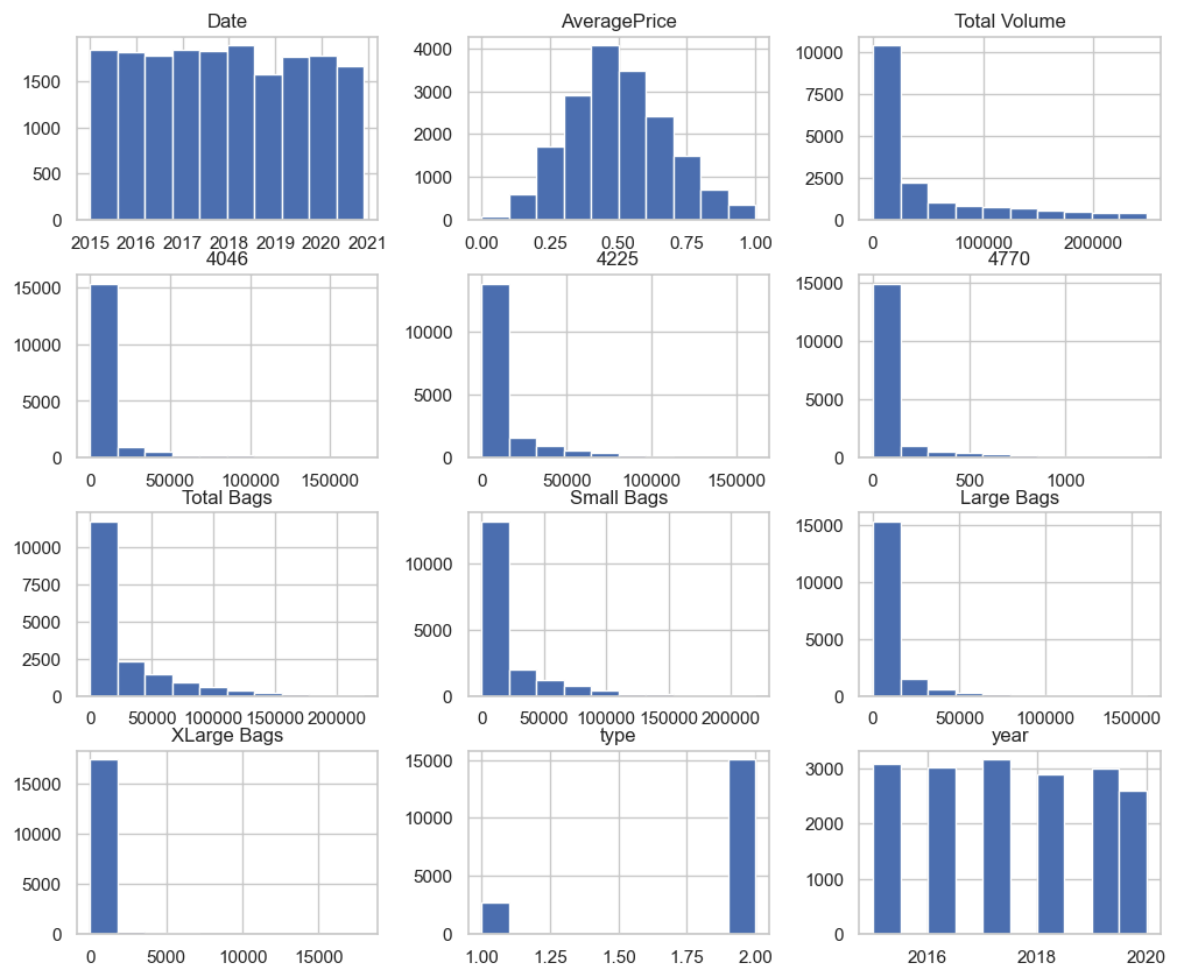 Date AveragePrice Total Volume
1500 4000 10000
1000 3000 7500
500 2000 5000
0 1000 2500
0 0
2015 2016 2017 2018 2019 2020 2021 0.00 0.25 0.50 0.75 1.00 0 100000 200000
4046 4225 4770
15000 10000 15000
10000 5000 10000
5000 0 5000
0 0
0 50000 100000 150000 0 50000 100000 150000 0 500 1000
Total Bags Small Bags Large Bags
10000 10000 15000
7500 5000 10000
5000 0 5000
2500 0
0
0 50000 100000 150000 200000 0 50000 100000 150000 200000 0 50000 100000 150000
XLarge Bags type year
15000 15000 3000
10000 10000 2000
5000 5000 1000
0 0 0
0 5000 10000 15000 1.00 1.25 1.50 1.75 2.00 2016 2018 2020